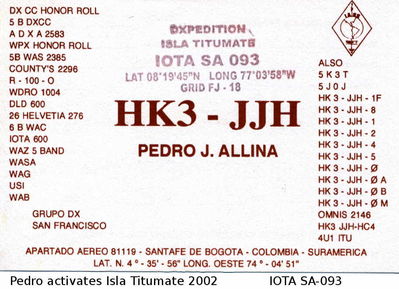 DX CC HONOR ROLL
5 B DXCC
A D X A 2583
WPX HONOR ROLL
5B WAS 2385
COUNTY'S 2296
R - 100 - O
WDRO 1004
DLD 600
26 HELVETIA 276
6 B WAC
IOTA 600
WAZ 5 BAND
WASA
WAG
USI
WAB
GRUPO DX
SAN FRANCISCO
DXPEDITION
ISLA TITUMATE
IOTA SA 093
LAT 08°19'45"N LONG 77°03'58"W
GRID FJ - 18
HK3 - JJH
PEDRO J. ALLINA
ALSO
5 K 3 T
5 J 0 J
HK 3 - JJH - 1F
HK 3 - JJH - 8
HK 3 - JJH - 1
HK 3 - JJH - 2
HK 3 - JJH - 4
HK 3 - JJH - 5
HK 3 - JJH - Ø
HK 3 - JJH - Ø A
HK 3 - JJH - Ø B
HK 3 - JJH - Ø M
OMNIS 2146
HK3 JJH-HC4
4U1 ITU
APARTADO AEREO 81119 - SANTAFE DE BOGOTA - COLOMBIA - SURAMERICA
LAT. N. 4° - 35' - 56" LONG. OESTE 74° - 04' 51"
Pedro activates Isla Titumate 2002 IOTA SA-093